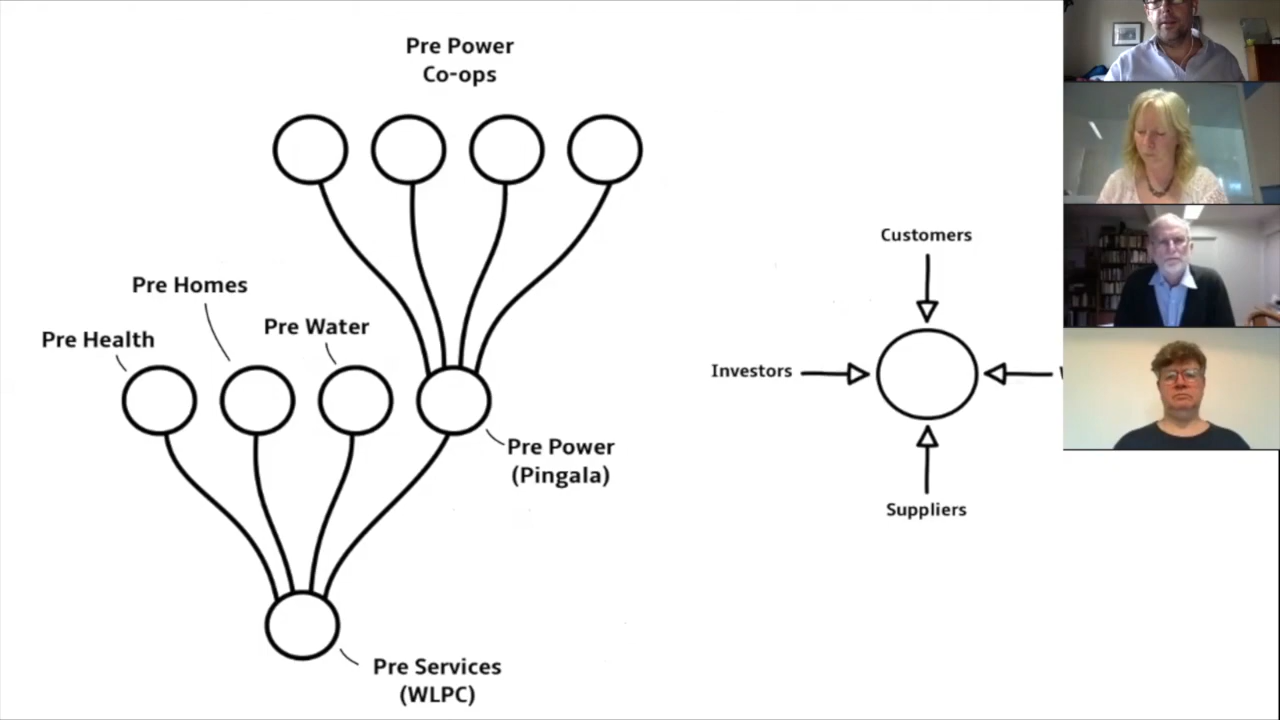 Pre Power
Co-ops
Pre Homes
Pre Water
Pre Health
Pre Power
(Pingala)
Pre Services
(WLPC)
Customers
Investors
Suppliers